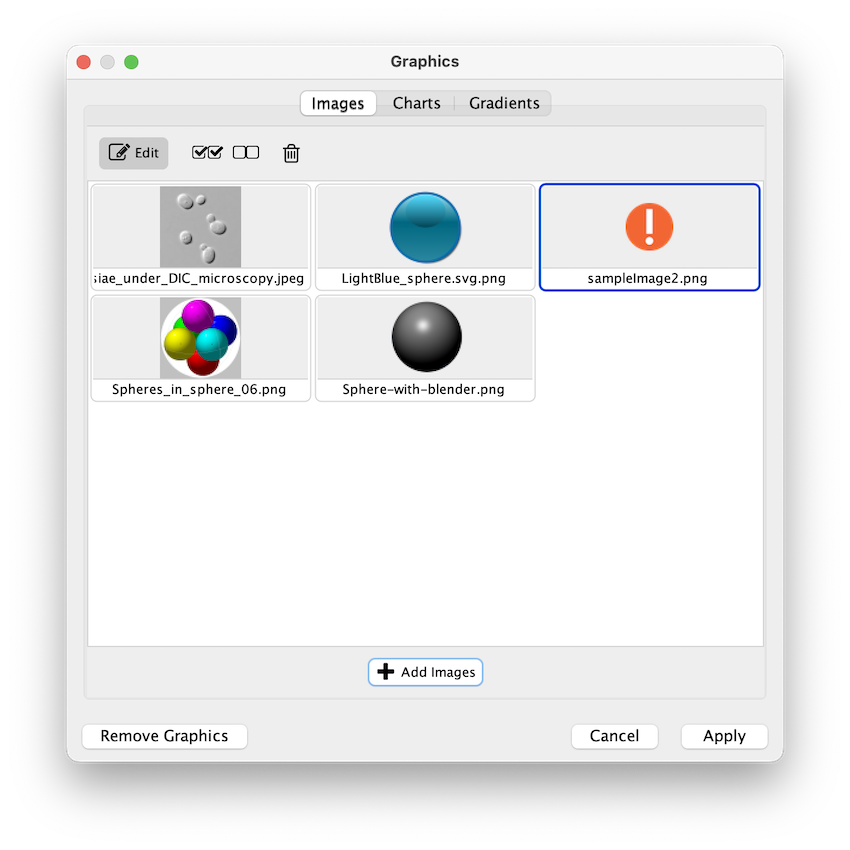 Graphics
Images Charts Gradients
Edit
siae_under_DIC_microscopy.jpeg LightBlue_sphere.svg.png sampleImage2.png
Spheres_in_sphere_06.png Sphere-with-blender.png
Add Images
Remove Graphics Cancel Apply